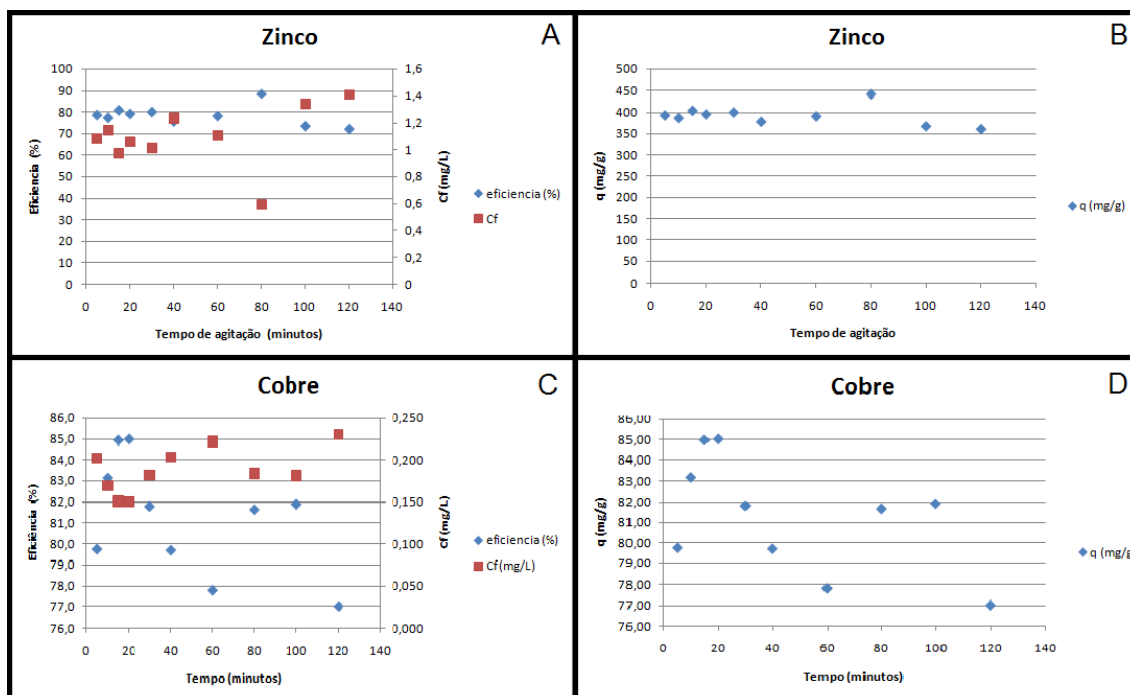 Zinco
A
100
90
80
70
60
50
40
30
20
10
0
1,6
1,4
1,2
1
0,8
0,6
0,4
0,2
0
0 20 40 60 80 100 120 140
Eficiencia (%)
Cf (mg/L)
Tempo de agitação (minutos)
eficiencia (%)
Cf
Zinco
B
500
450
400
350
300
250
200
150
100
50
0
0 20 40 60 80 100 120 140
q (mg/g)
Tempo de agitação
q (mg/g)
Cobre
C
86,0
85,0
84,0
83,0
82,0
81,0
80,0
79,0
78,0
77,0
76,0
0,250
0,200
0,150
0,100
0,050
0,000
0 20 40 60 80 100 120 140
Eficiência (%)
Cf (mg/L)
Tempo (minutos)
eficiencia (%)
Cf(mg/L)
Cobre
D
86,00
85,00
84,00
83,00
82,00
81,00
80,00
79,00
78,00
77,00
76,00
0 20 40 60 80 100 120 140
q (mg/g)
Tempo (minutos)
q (mg/g